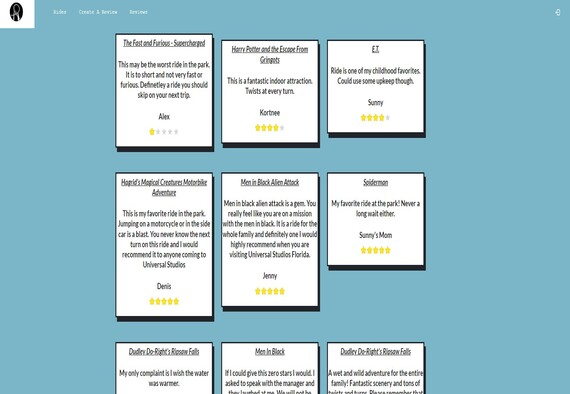 Rides Create A Review Reviews
The Fast and Furious - Supercharged
This may be the worst ride in the park.
It is to short and not very fast or
furious. Definetley a ride you should
skip on your next trip.
Alex
Harry Potter and the Escape From
Gringots
This is a fantastic indoor attraction.
Twists at every turn.
Kortnee
E.T.
Ride is one of my childhood favorites.
Could use some upkeep though.
Sunny
Hagrid's Magical Creatures Motorbike
Adventure
This is my favorite ride in the park.
Jumping on a motorcycle or in the side
car is a blast. You never know the next
turn on this ride and I would
recommend it to anyone coming to
Universal Studios
Denis
Men in Black Alien Attack
Men in black alien attack is a gem. You
really feel like you are on a mission
with the men in black. It is a ride for the
whole family and definitely one I would
highly recommend when you are
visiting Universal Studios Florida.
Jenny
Spiderman
My favorite ride at the park! Never a
long wait either.
Sunny's Mom
Dudley Do-Right's Ripsaw Falls
My only complaint is I wish the water
was warmer.
Men In Black
If I could give this zero stars I would. I
asked to speak with the manager and
they laughed at me. We will not be
Dudley Do-Right's Ripsaw Falls
A wet and wild adventure for the entire
family! Fantastic scenery and tons of
twists and turns. Please remember that